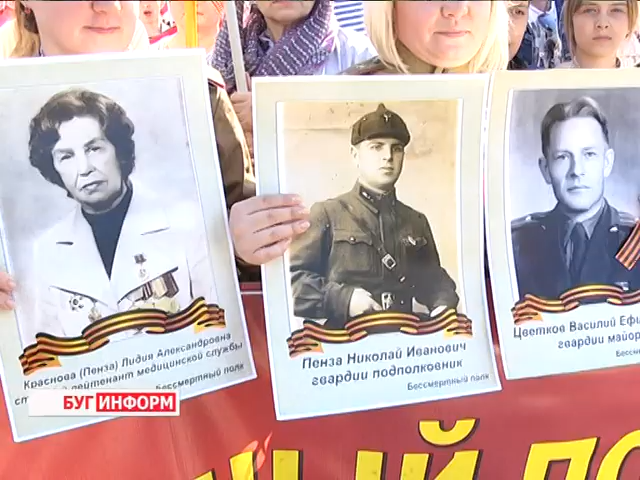 Краснова (Пенза) Лидия Александровна
лейтенант медицинской службы
Бессмертный полк
Пенза Николай Иванович
гвардии подполковник
Бессмертный полк
Цветков Василий
гвардии майор
БУГИНФОРМ